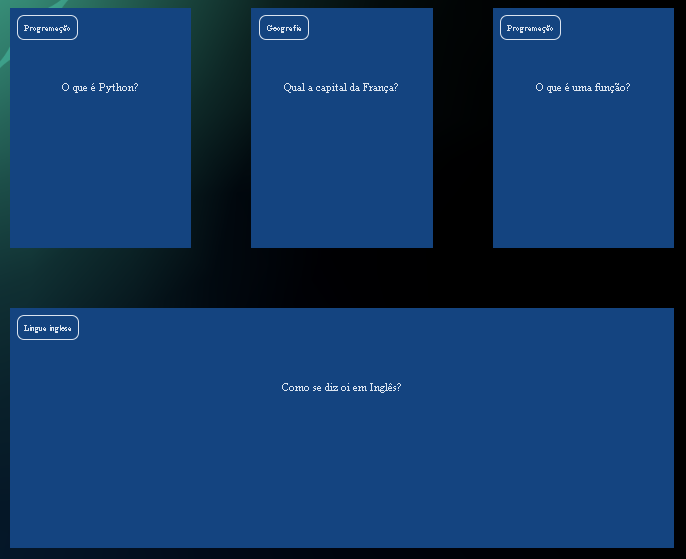 Programação
O que é Python?
Geografia
Qual a capital da França?
Programação
O que é uma função?
Língua inglesa
Como se diz oi em Inglês?